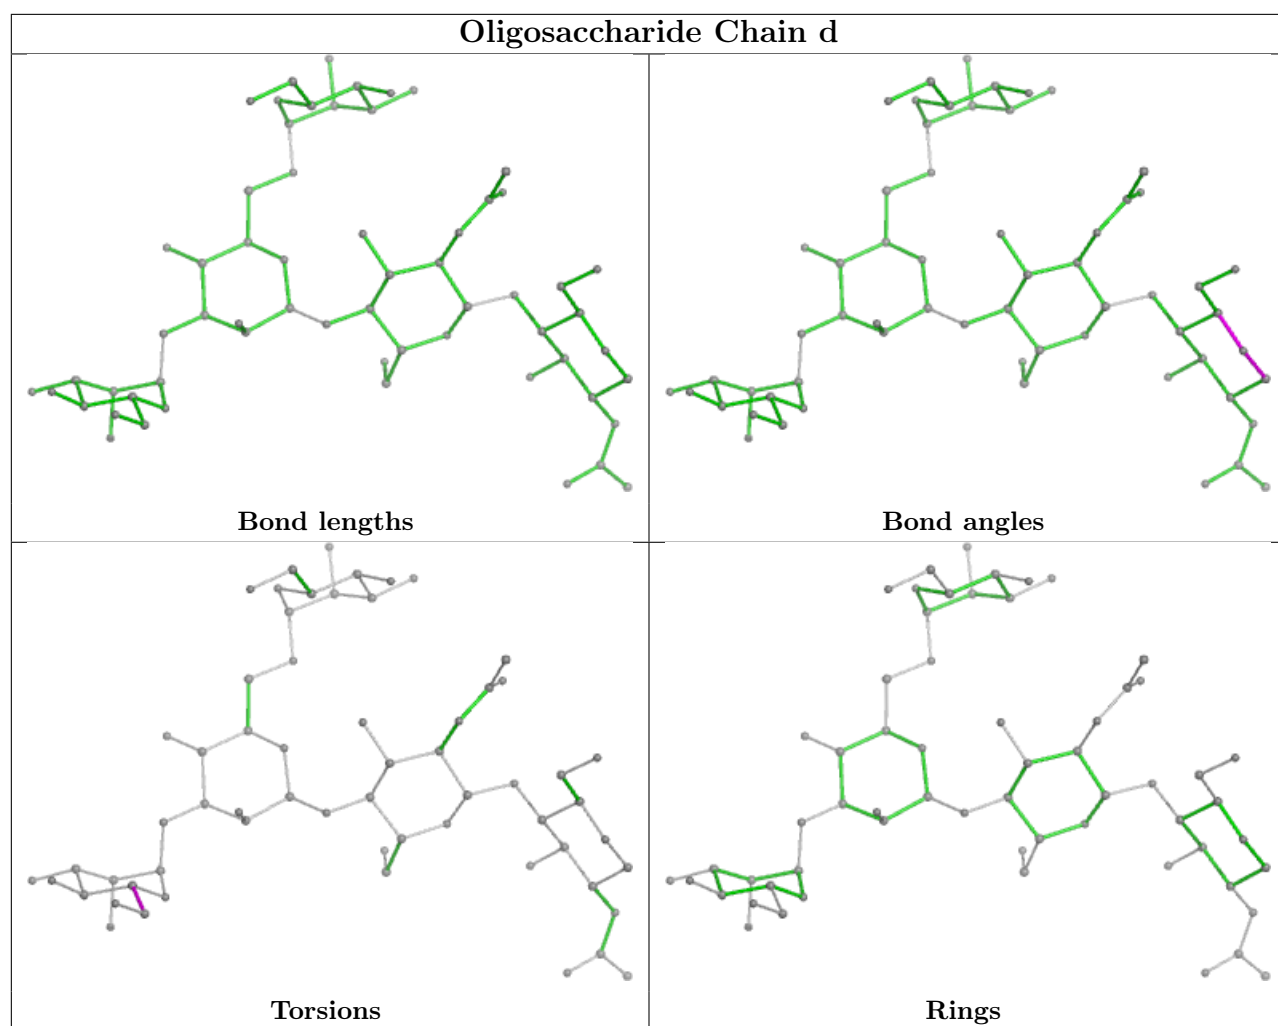 Oligosaccharide Chain d
Bond lengths
Bond angles
Torsions
Rings